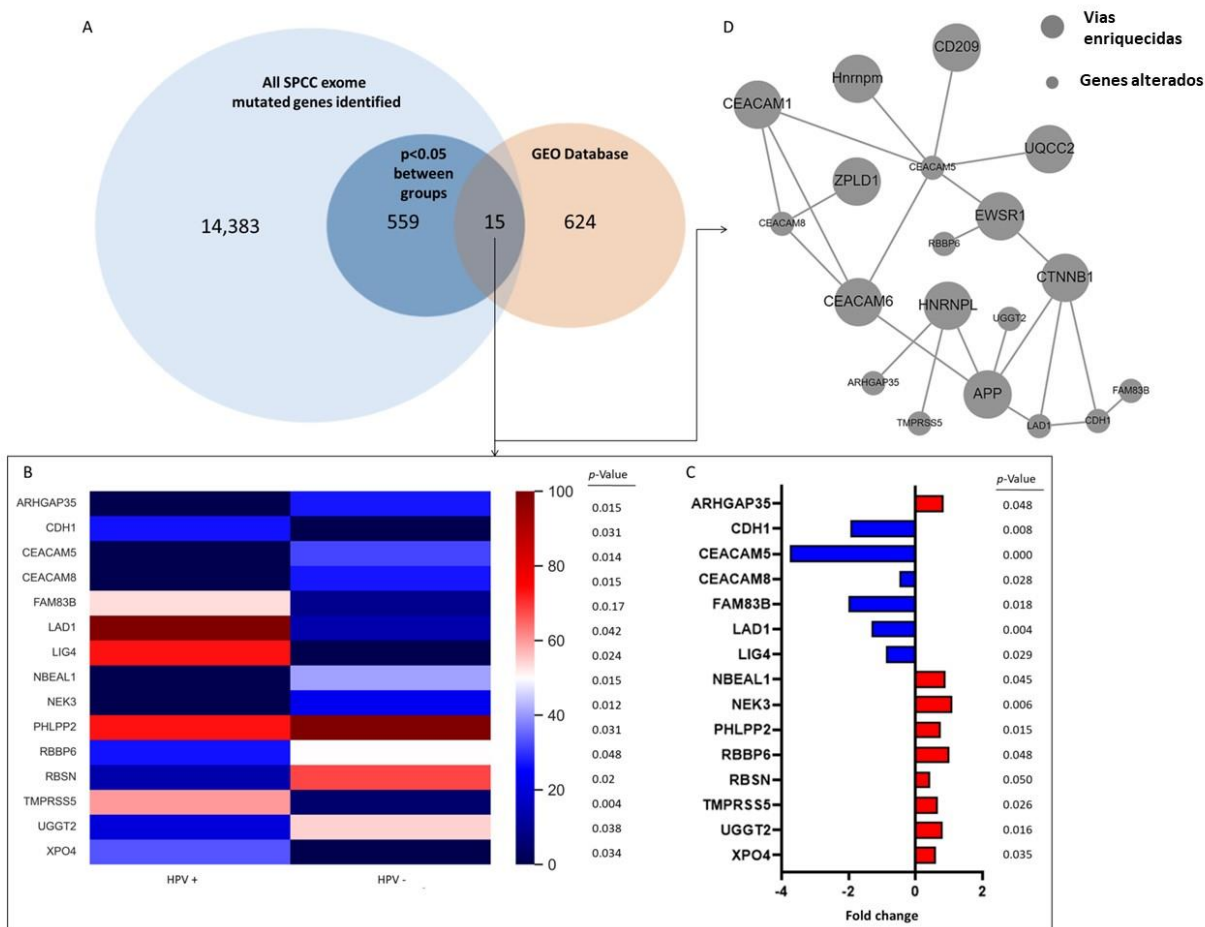 A
All SPCC exome
mutated genes identified
p<0.05
between
groups
GEO Database
14,383
559
15
624
D
Vias
enriquecidas
Genes alterados
CD209
Hnrnpm
CEACAM1
UQCC2
CEACAM5
ZPLD1
CEACAM8
EWSR1
RBBP6
CTNNB1
CEACAM6
HNRNPL
UGGT2
ARHGAP35
APP
FAM83B
TMPRSS5
LAD1
CDH1
B
p-Value
ARHGAP35
CDH1
CEACAM5
CEACAM8
FAM83B
LAD1
LIG4
NBEAL1
NEK3
PHLPP2
RBBP6
RBSN
TMPRSS5
UGGT2
XPO4
HPV +
HPV -
100
80
60
40
20
0
0.015
0.031
0.014
0.015
0.17
0.042
0.024
0.015
0.012
0.031
0.048
0.02
0.004
0.038
0.034
C
p-Value
ARHGAP35
CDH1
CEACAM5
CEACAM8
FAM83B
LAD1
LIG4
NBEAL1
NEK3
PHLPP2
RBBP6
RBSN
TMPRSS5
UGGT2
XPO4
0.048
0.008
0.000
0.028
0.018
0.004
0.029
0.045
0.006
0.015
0.048
0.050
0.026
0.016
0.035
-4 -2 0 2
Fold change